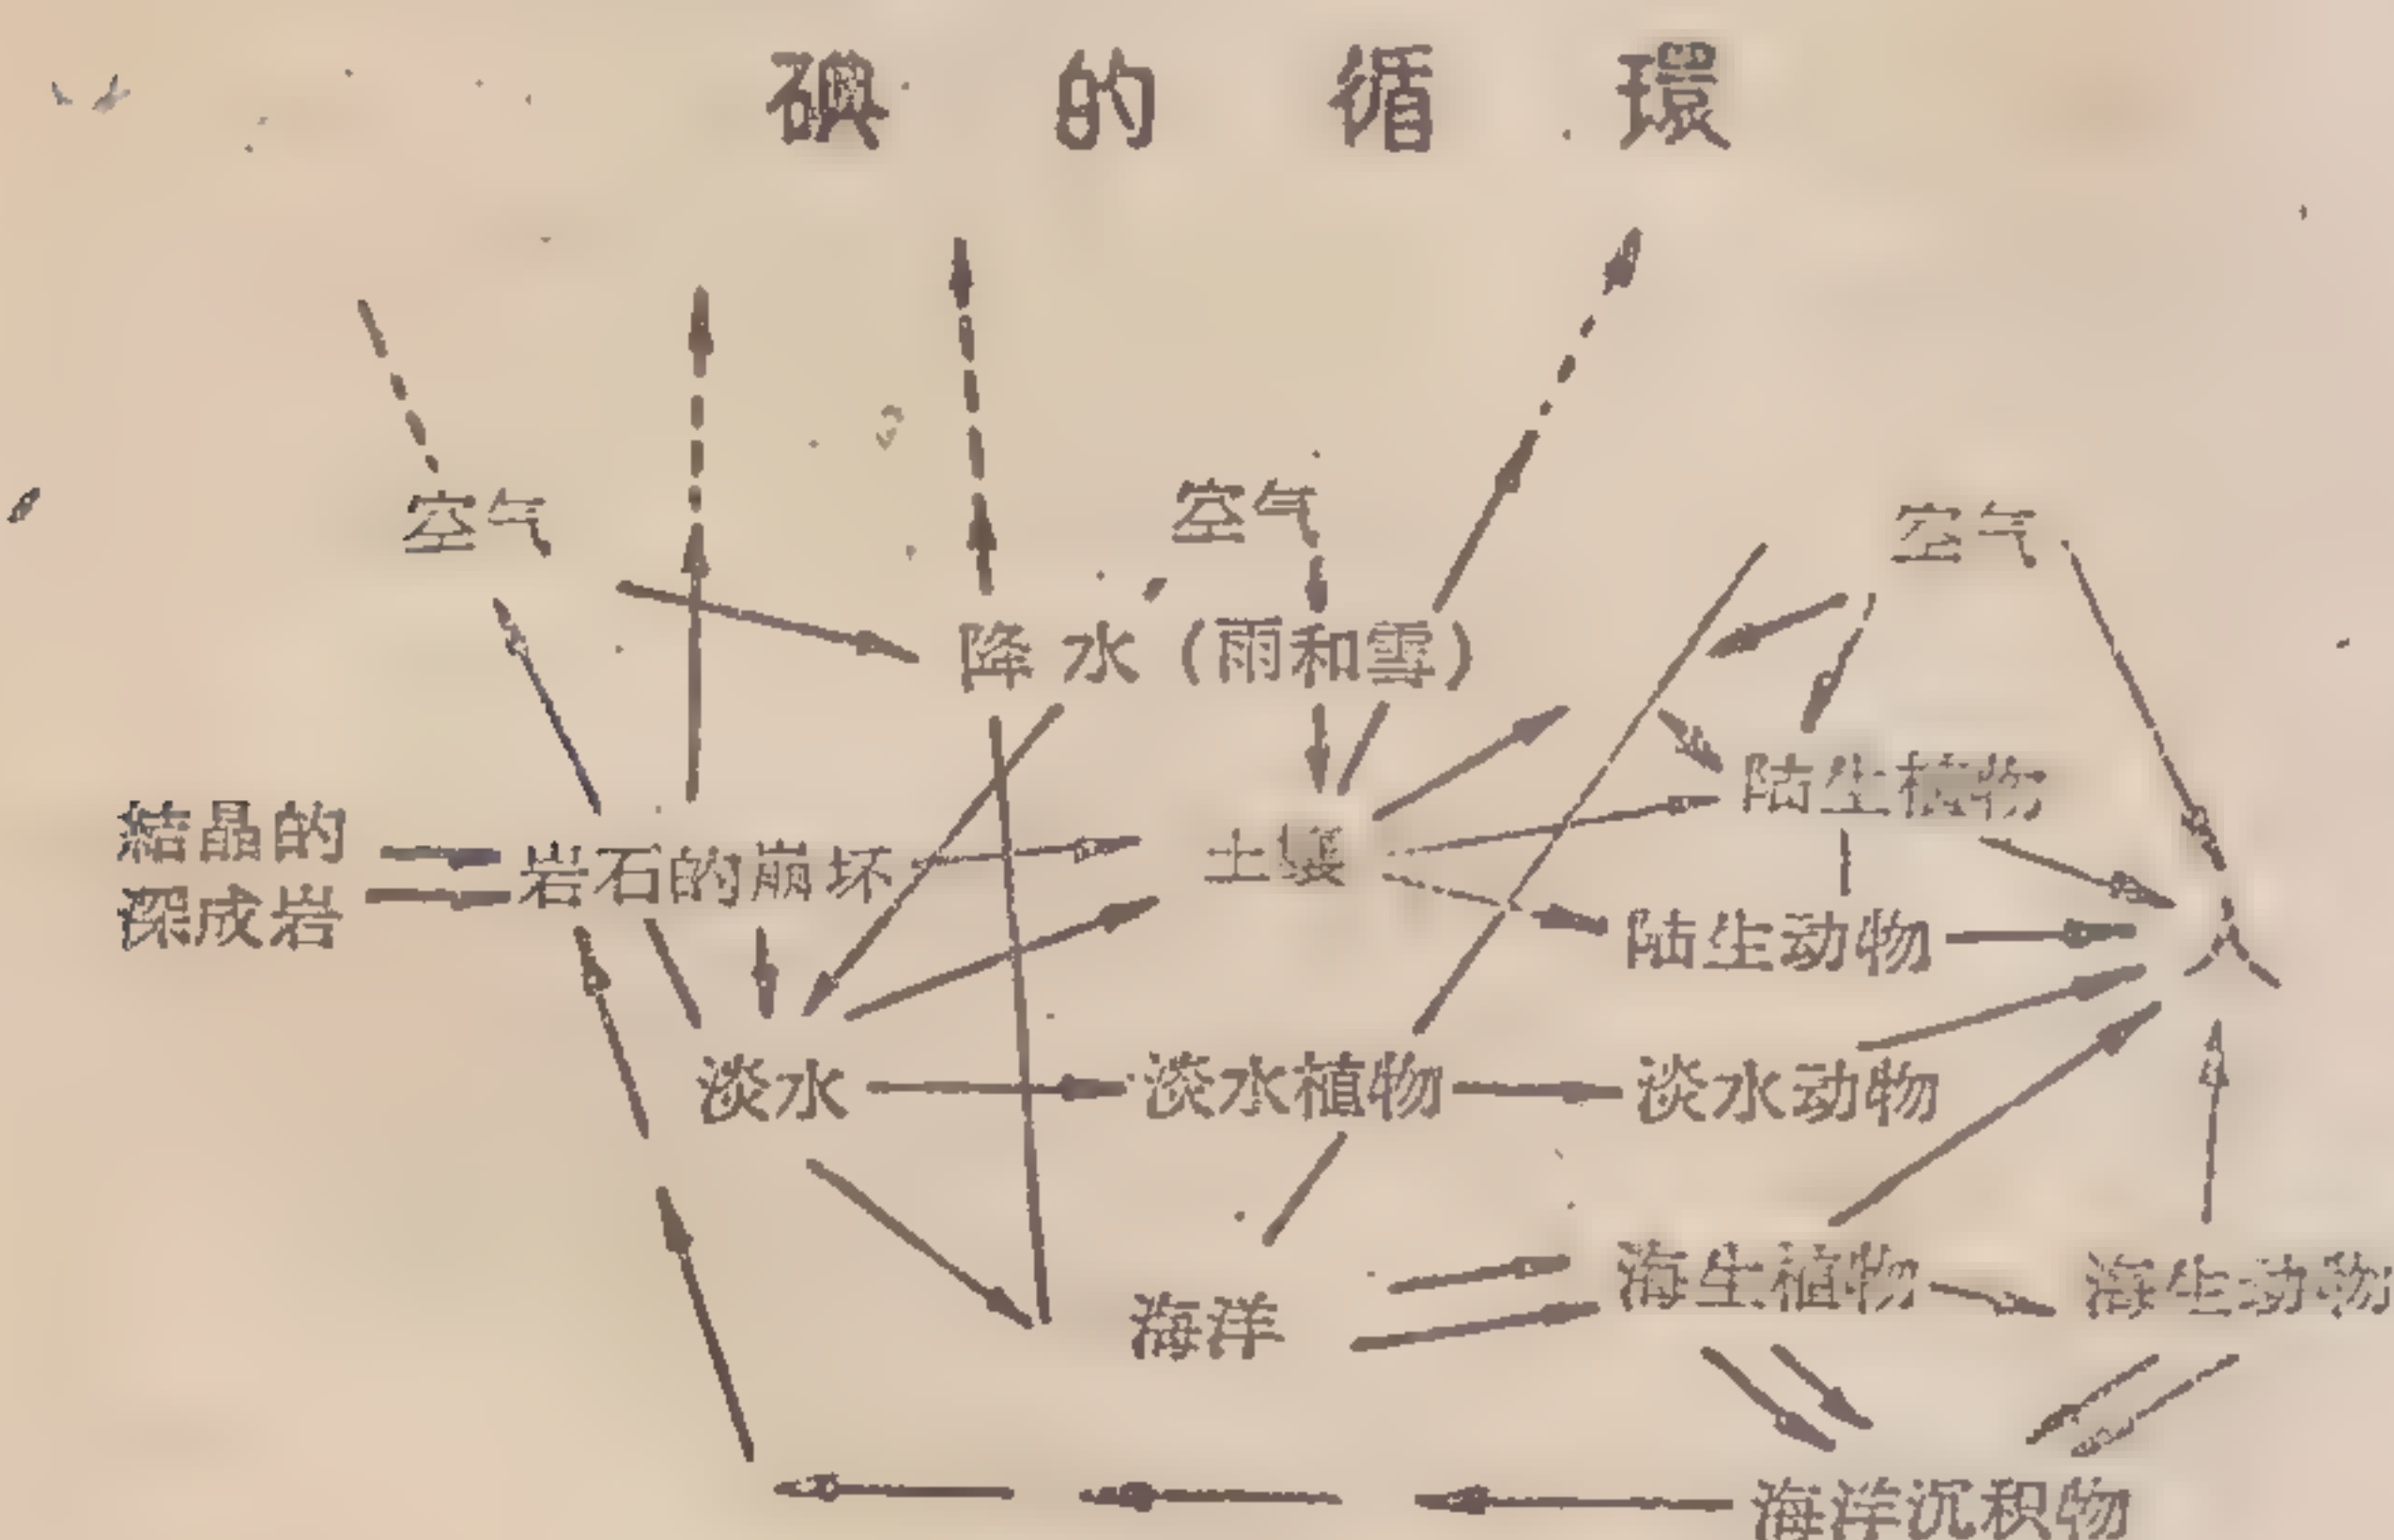 碘的循環
空气
空气
空气
降水（雨和雪）
結晶的
深成岩
岩石的崩坏
土壤
陆生植物
陆生动物
人
淡水
淡水植物
淡水动物
海洋
海生植物
海生动物
海洋沉积物